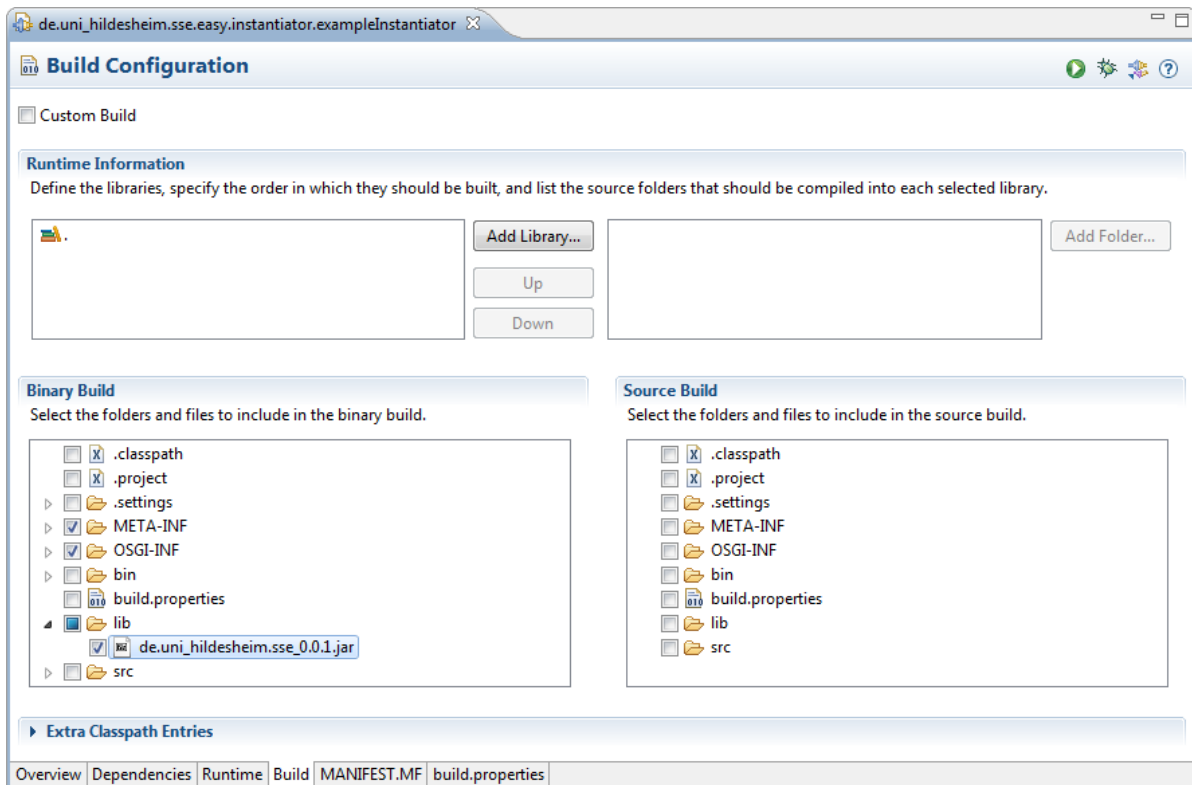 de.uni_hildesheim.sse.easy.instantiator.exampleInstantiator
Build Configuration
Custom Build
Runtime Information
Define the libraries, specify the order in which they should be built, and list the source folders that should be compiled into each selected library.
.
Add Library...
Add Folder...
Up
Down
Binary Build
Select the folders and files to include in the binary build.
.classpath
.project
.settings
META-INF
OSGI-INF
bin
build.properties
lib
de.uni_hildesheim.sse_0.0.1.jar
src
Source Build
Select the folders and files to include in the source build.
.classpath
.project
.settings
META-INF
OSGI-INF
bin
build.properties
lib
src
Extra Classpath Entries
Overview Dependencies Runtime Build MANIFEST.MF build.properties